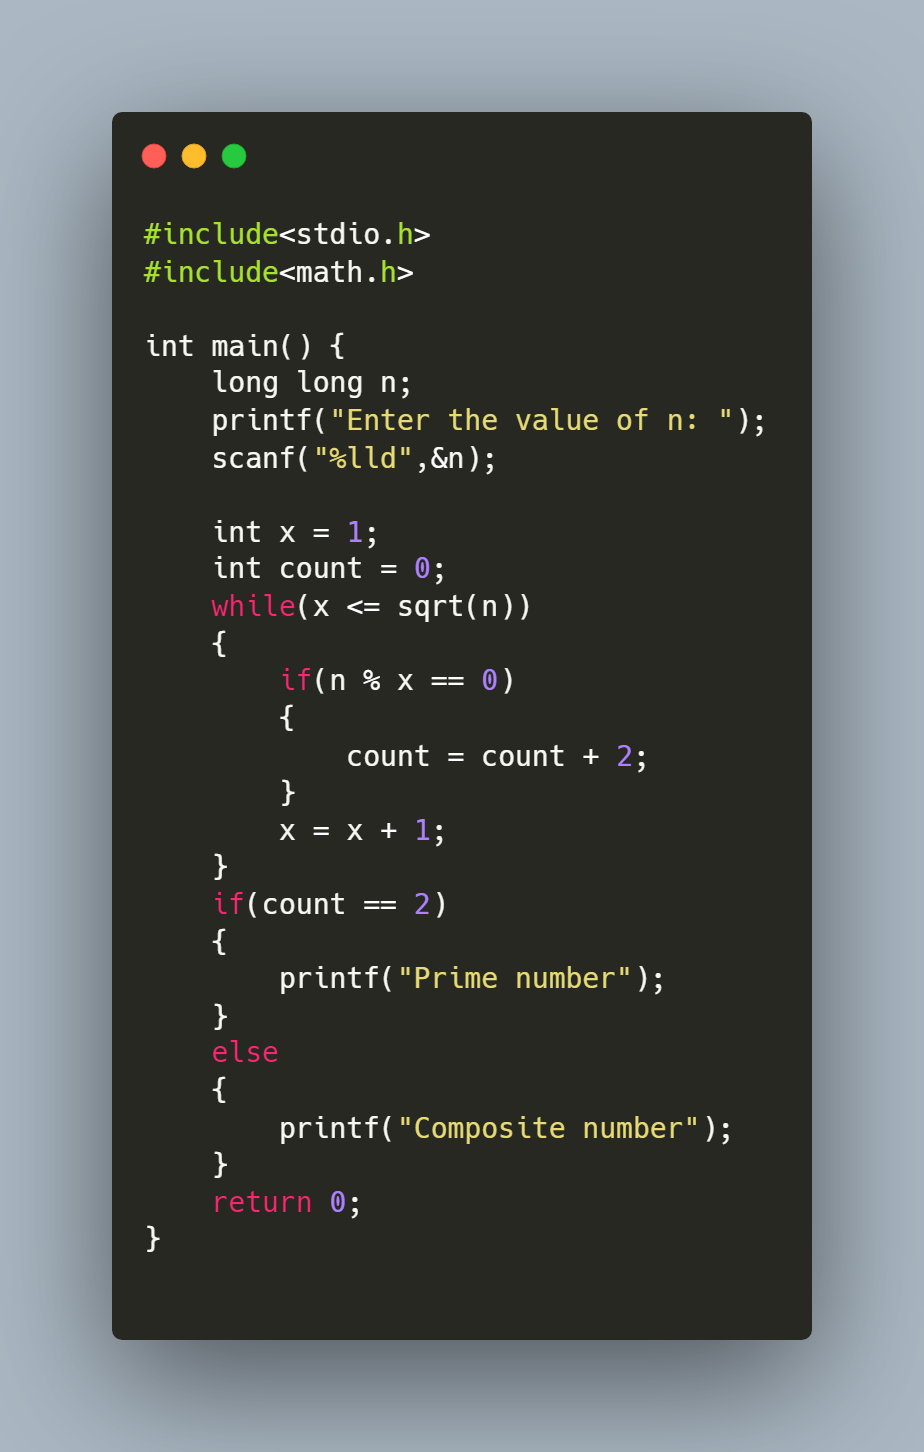 #include<stdio.h>
#include<math.h>

int main() {
    long long n;
    printf("Enter the value of n: ");
    scanf("%lld",&n);

    int x = 1;
    int count = 0;
    while(x <= sqrt(n))
    {
        if(n % x == 0)
        {
            count = count + 2;
        }
        x = x + 1;
    }
    if(count == 2)
    {
        printf("Prime number");
    }
    else
    {
        printf("Composite number");
    }
    return 0;
}